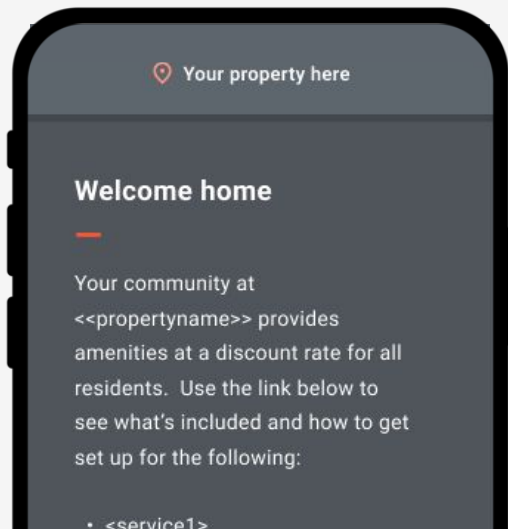 Your property here
Welcome home
Your community at
<<propertyname>> provides
amenities at a discount rate for all
residents.  Use the link below to
see what's included and how to get
set up for the following:
• <service1>